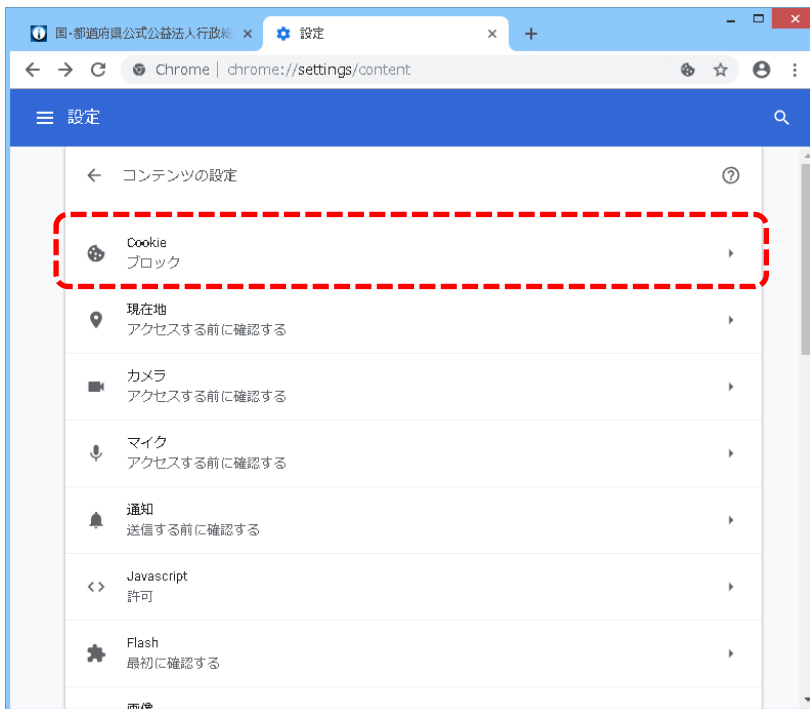 国・都道府県公式公益法人行政総
設定
Chrome | chrome://settings/content
設定
コンテンツの設定
Cookie
ブロック
現在地
アクセスする前に確認する
カメラ
アクセスする前に確認する
マイク
アクセスする前に確認する
通知
送信する前に確認する
Javascript
許可
Flash
最初に確認する
画像